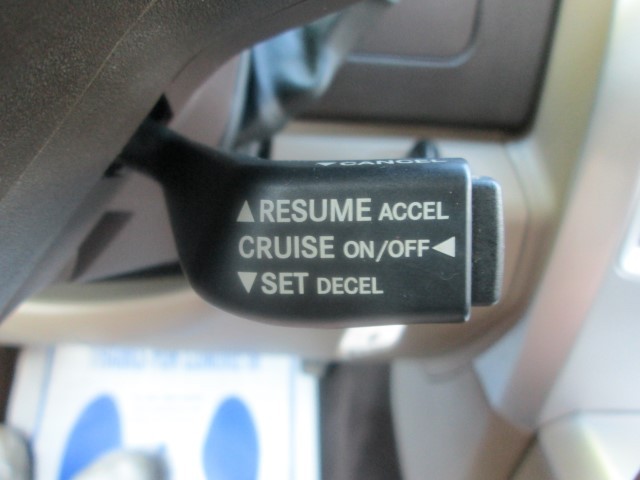 ▼CANCEL
▲RESUME ACCEL
CRUISE ON/OFF◀
▼SET DECEL